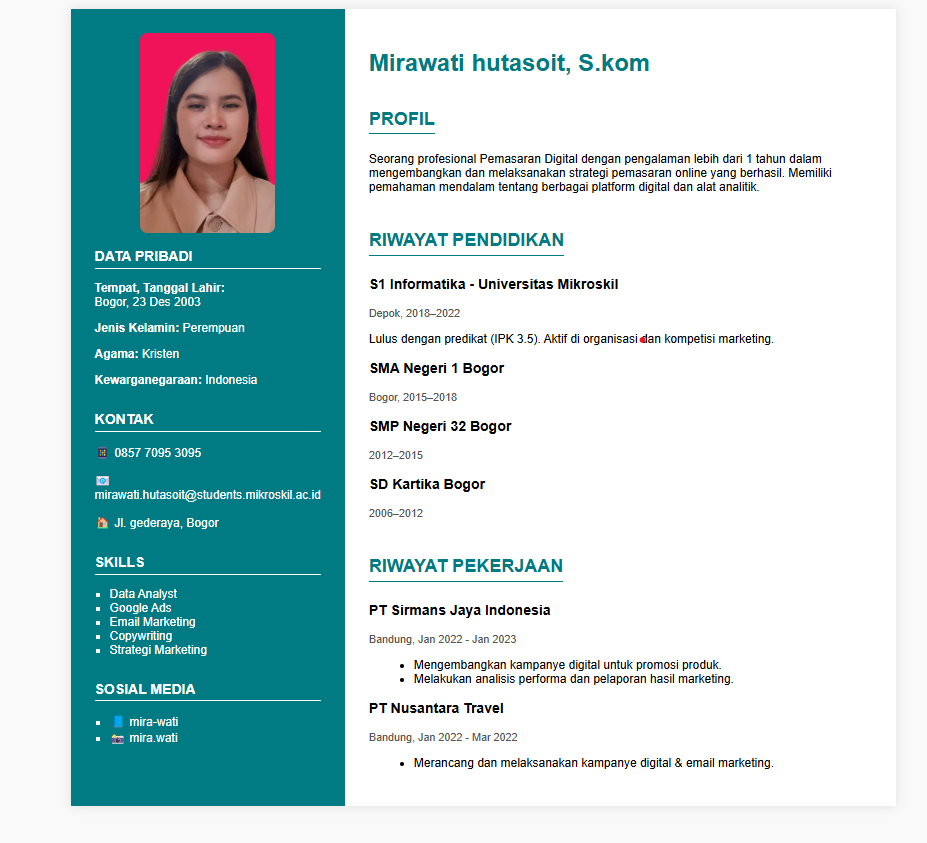 DATA PRIBADI
Tempat, Tanggal Lahir:
Bogor, 23 Des 2003
Jenis Kelamin: Perempuan
Agama: Kristen
Kewarganegaraan: Indonesia
KONTAK
0857 7095 3095
mirawati.hutasoit@students.mikroskil.ac.id
Jl. gederaya, Bogor
SKILLS
Data Analyst
Google Ads
Email Marketing
Copywriting
Strategi Marketing
SOSIAL MEDIA
mira-wati
mira.wati
Mirawati hutasoit, S.kom
PROFIL
Seorang profesional Pemasaran Digital dengan pengalaman lebih dari 1 tahun dalam
mengembangkan dan melaksanakan strategi pemasaran online yang berhasil. Memiliki
pemahaman mendalam tentang berbagai platform digital dan alat analitik.
RIWAYAT PENDIDIKAN
S1 Informatika - Universitas Mikroskil
Depok, 2018–2022
Lulus dengan predikat (IPK 3.5). Aktif di organisasi dan kompetisi marketing.
SMA Negeri 1 Bogor
Bogor, 2015–2018
SMP Negeri 32 Bogor
2012–2015
SD Kartika Bogor
2006–2012
RIWAYAT PEKERJAAN
PT Sirmans Jaya Indonesia
Bandung, Jan 2022 - Jan 2023
Mengembangkan kampanye digital untuk promosi produk.
Melakukan analisis performa dan pelaporan hasil marketing.
PT Nusantara Travel
Bandung, Jan 2022 - Mar 2022
Merancang dan melaksanakan kampanye digital & email marketing.